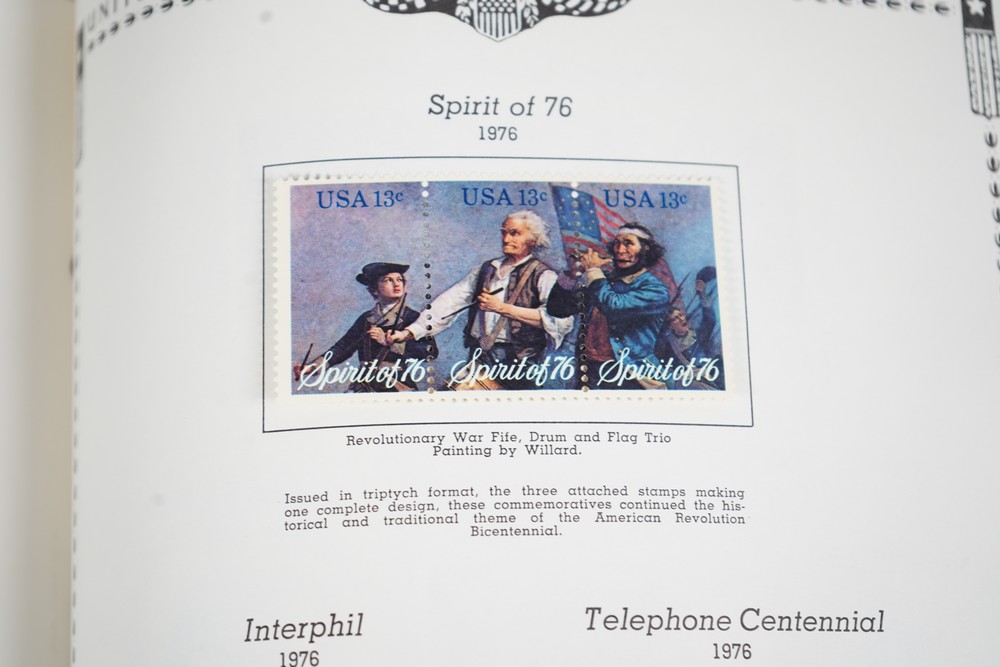 UNIT
Spirit of 76
1976
USA 13c USA 13c USA 13c
Spirit of 76 Spirit of 76 Spirit of 76
Revolutionary War Fife, Drum and Flag Trio
Painting by Willard.
Issued in triptych format, the three attached stamps making
one complete design, these commemoratives continued the his-
torical and traditional theme of the American Revolution
Bicentennial.
Interphil
1976
Telephone Centennial
1976